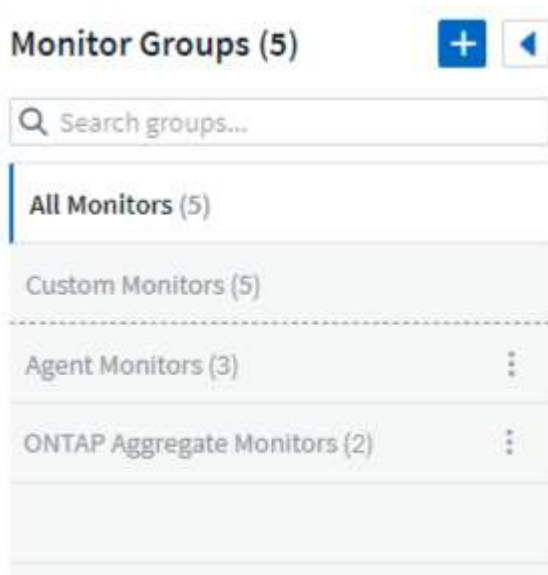 Monitor Groups (5)
Search groups...
All Monitors (5)
Custom Monitors (5)
Agent Monitors (3)
ONTAP Aggregate Monitors (2)